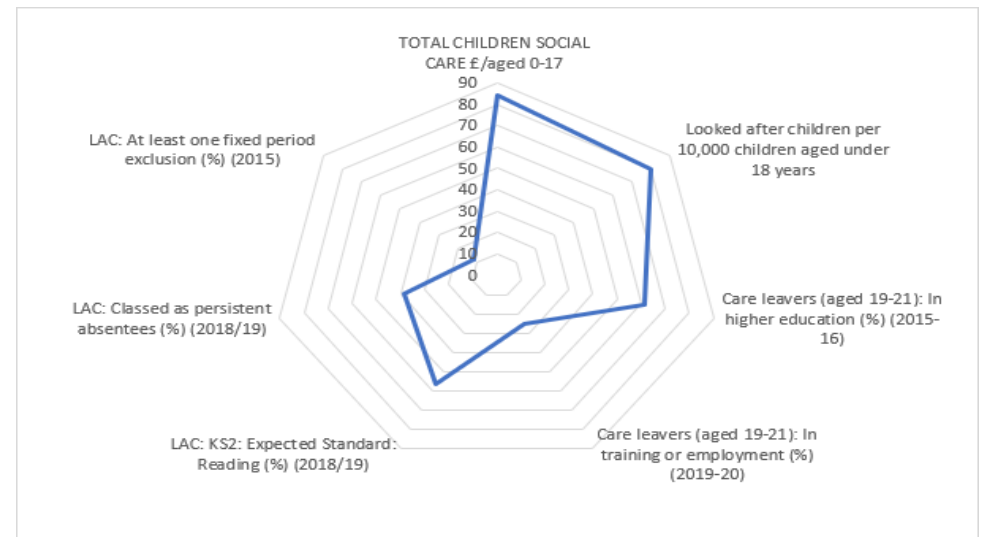 TOTAL CHILDREN SOCIAL
CARE £/aged 0-17
90
80
70
60
50
40
30
20
10
0
Looked after children per
10,000 children aged under
18 years
Care leavers (aged 19-21): In
higher education (%) (2015-
16)
Care leavers (aged 19-21): In
training or employment (%)
(2019-20)
LAC: KS2: Expected Standard:
Reading (%) (2018/19)
LAC: Classed as persistent
absentees (%) (2018/19)
LAC: At least one fixed period
exclusion (%) (2015)